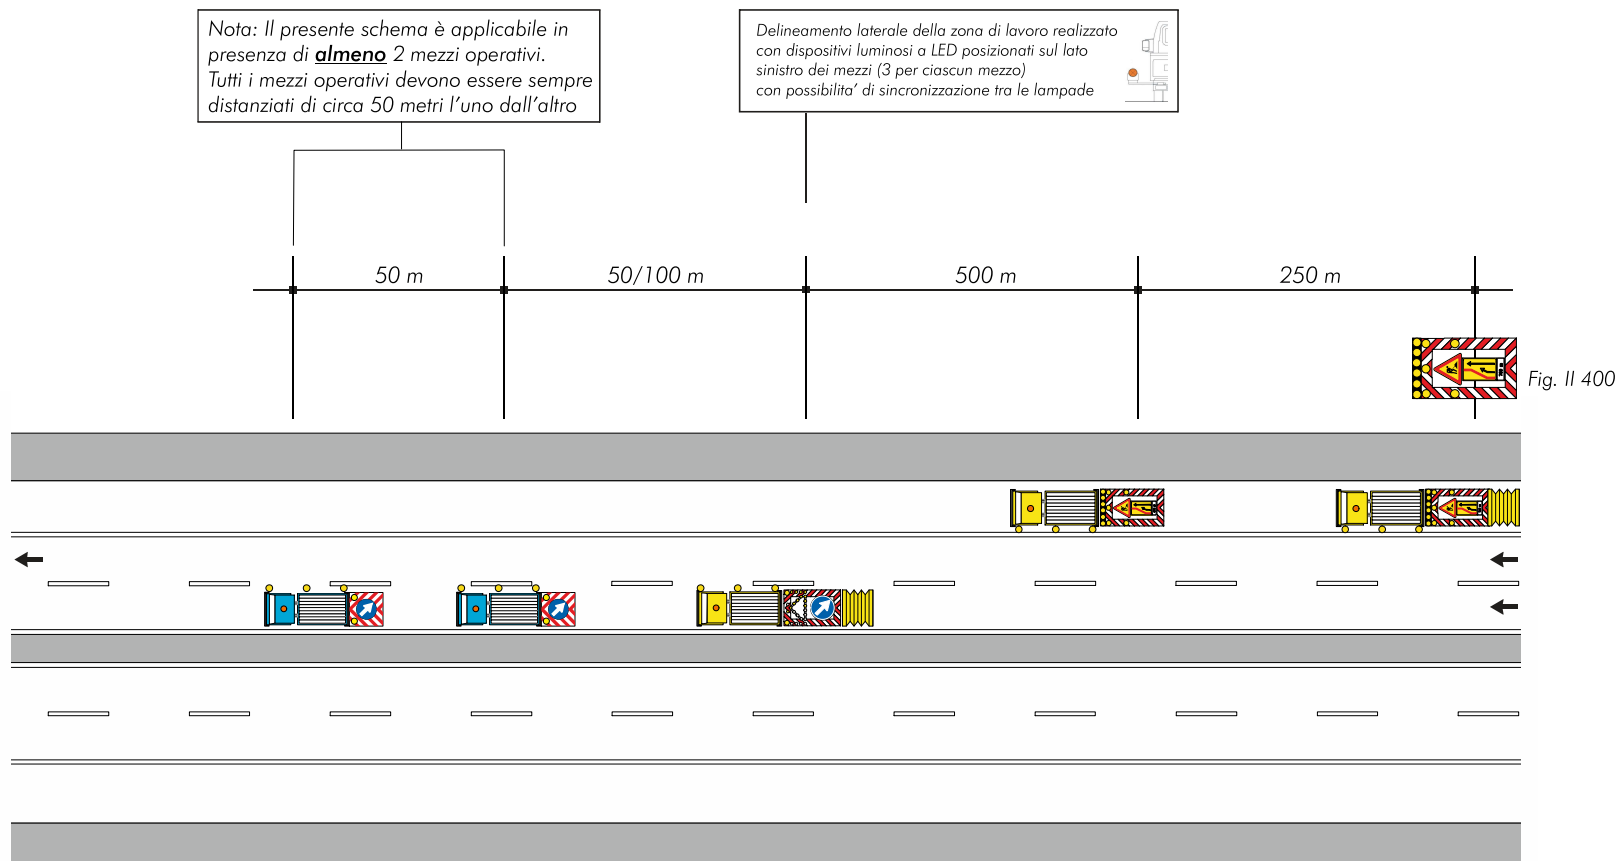 Nota: Il presente schema è applicabile in
presenza di almeno 2 mezzi operativi.
Tutti i mezzi operativi devono essere sempre
distanziati di circa 50 metri l'uno dall'altro
Delineamento laterale della zona di lavoro realizzato
con dispositivi luminosi a LED posizionati sul lato
sinistro dei mezzi (3 per ciascun mezzo)
con possibilita' di sincronizzazione tra le lampade
50 m
50/100 m
500 m
250 m
Fig. II 400